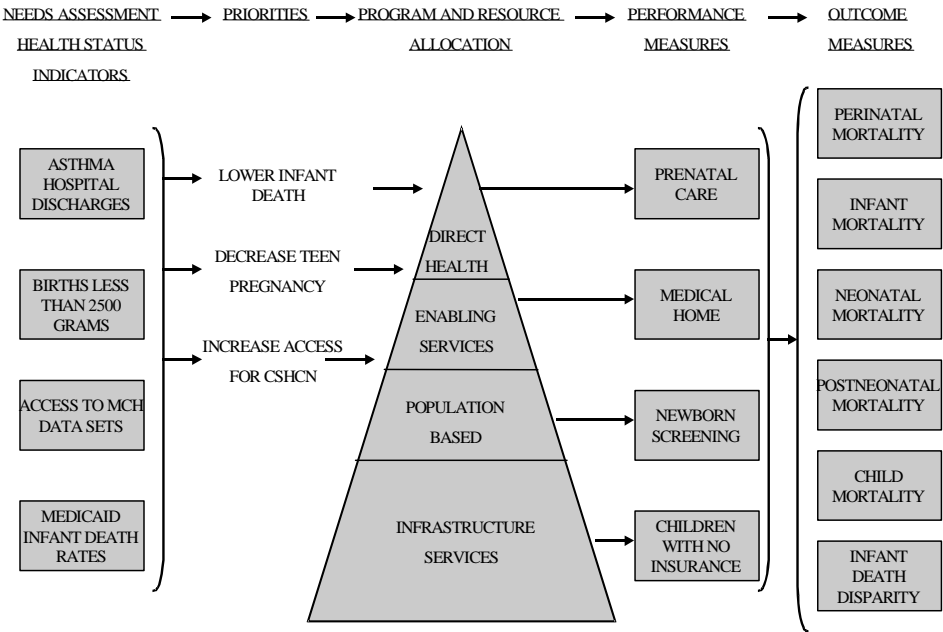 NEEDS ASSESSMENT
HEALTH STATUS
INDICATORS
PRIORITIES
PROGRAM AND RESOURCE
ALLOCATION
PERFORMANCE
MEASURES
OUTCOME
MEASURES
ASTHMA
HOSPITAL
DISCHARGES
BIRTHS LESS
THAN 2500
GRAMS
ACCESS TO MCH
DATA SETS
MEDICAID
INFANT DEATH
RATES
LOWER INFANT
DEATH
DECREASE TEEN
PREGNANCY
INCREASE ACCESS
FOR CSHCN
DIRECT
HEALTH
ENABLING
SERVICES
POPULATION
BASED
INFRASTRUCTURE
SERVICES
PRENATAL
CARE
MEDICAL
HOME
NEWBORN
SCREENING
CHILDREN
WITH NO
INSURANCE
PERINATAL
MORTALITY
INFANT
MORTALITY
NEONATAL
MORTALITY
POSTNEONATAL
MORTALITY
CHILD
MORTALITY
INFANT
DEATH
DISPARITY